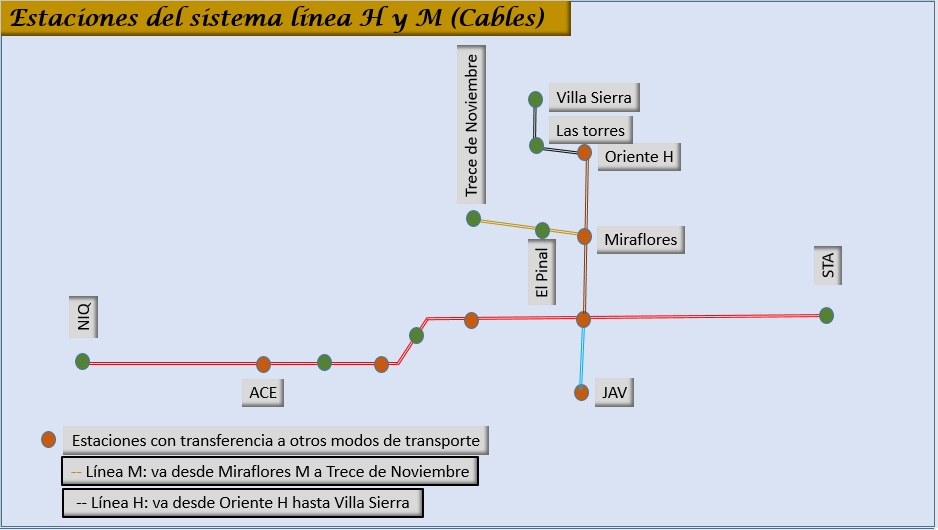 Estaciones del sistema línea H y M (Cables)
Trece de Noviembre
Villa Sierra
Las torres
Oriente H
El Pinal
Miraflores
STA
NIQ
ACE
JAV
Estaciones con transferencia a otros modos de transporte
-- Línea M: va desde Miraflores M a Trece de Noviembre
-- Línea H: va desde Oriente H hasta Villa Sierra